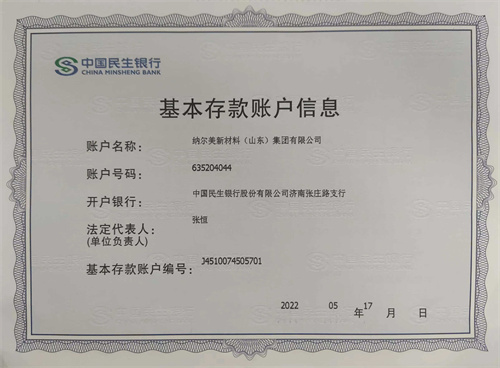 中国民生银行
CHINA MINSHENG BANK
基本存款账户信息
账户名称： 纳尔美新材料（山东）集团有限公司
账户号码： 635204044
开户银行： 中国民生银行股份有限公司济南张庄路支行
法定代表人： 张恒
(单位负责人)
基本存款账户编号： J4510074505701
2022 05 年17 月 日